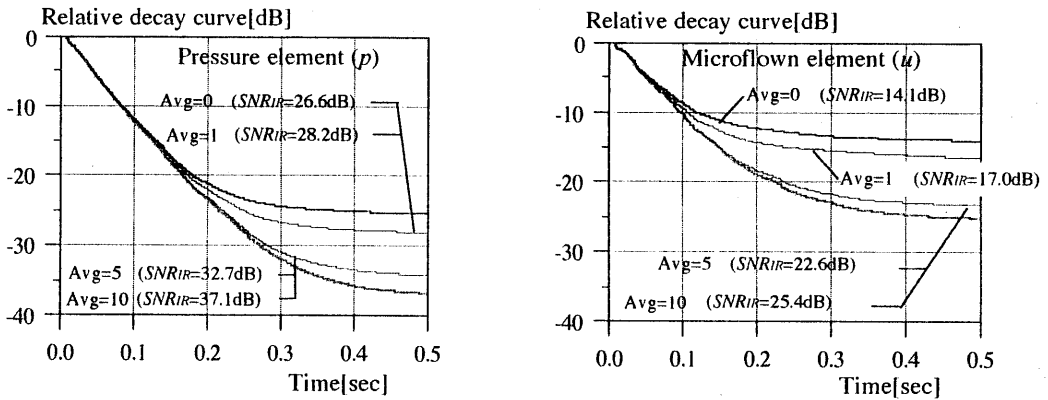 Relative decay curve[dB]
0
-10
-20
-30
-40
Pressure element (p)
Avg=0 (SNRIR=26.6dB)
Avg=1 (SNRIR=28.2dB)
Avg=5 (SNRIR=32.7dB)
Avg=10 (SNRIR=37.1dB)
0.0 0.1 0.2 0.3 0.4 0.5
Time[sec]
Relative decay curve[dB]
0
-10
-20
-30
-40
Microflown element (u)
Avg=0 (SNRIR=14.1dB)
Avg=1 (SNRIR=17.0dB)
Avg=5 (SNRIR=22.6dB)
Avg=10 (SNRIR=25.4dB)
0.0 0.1 0.2 0.3 0.4 0.5
Time[sec]